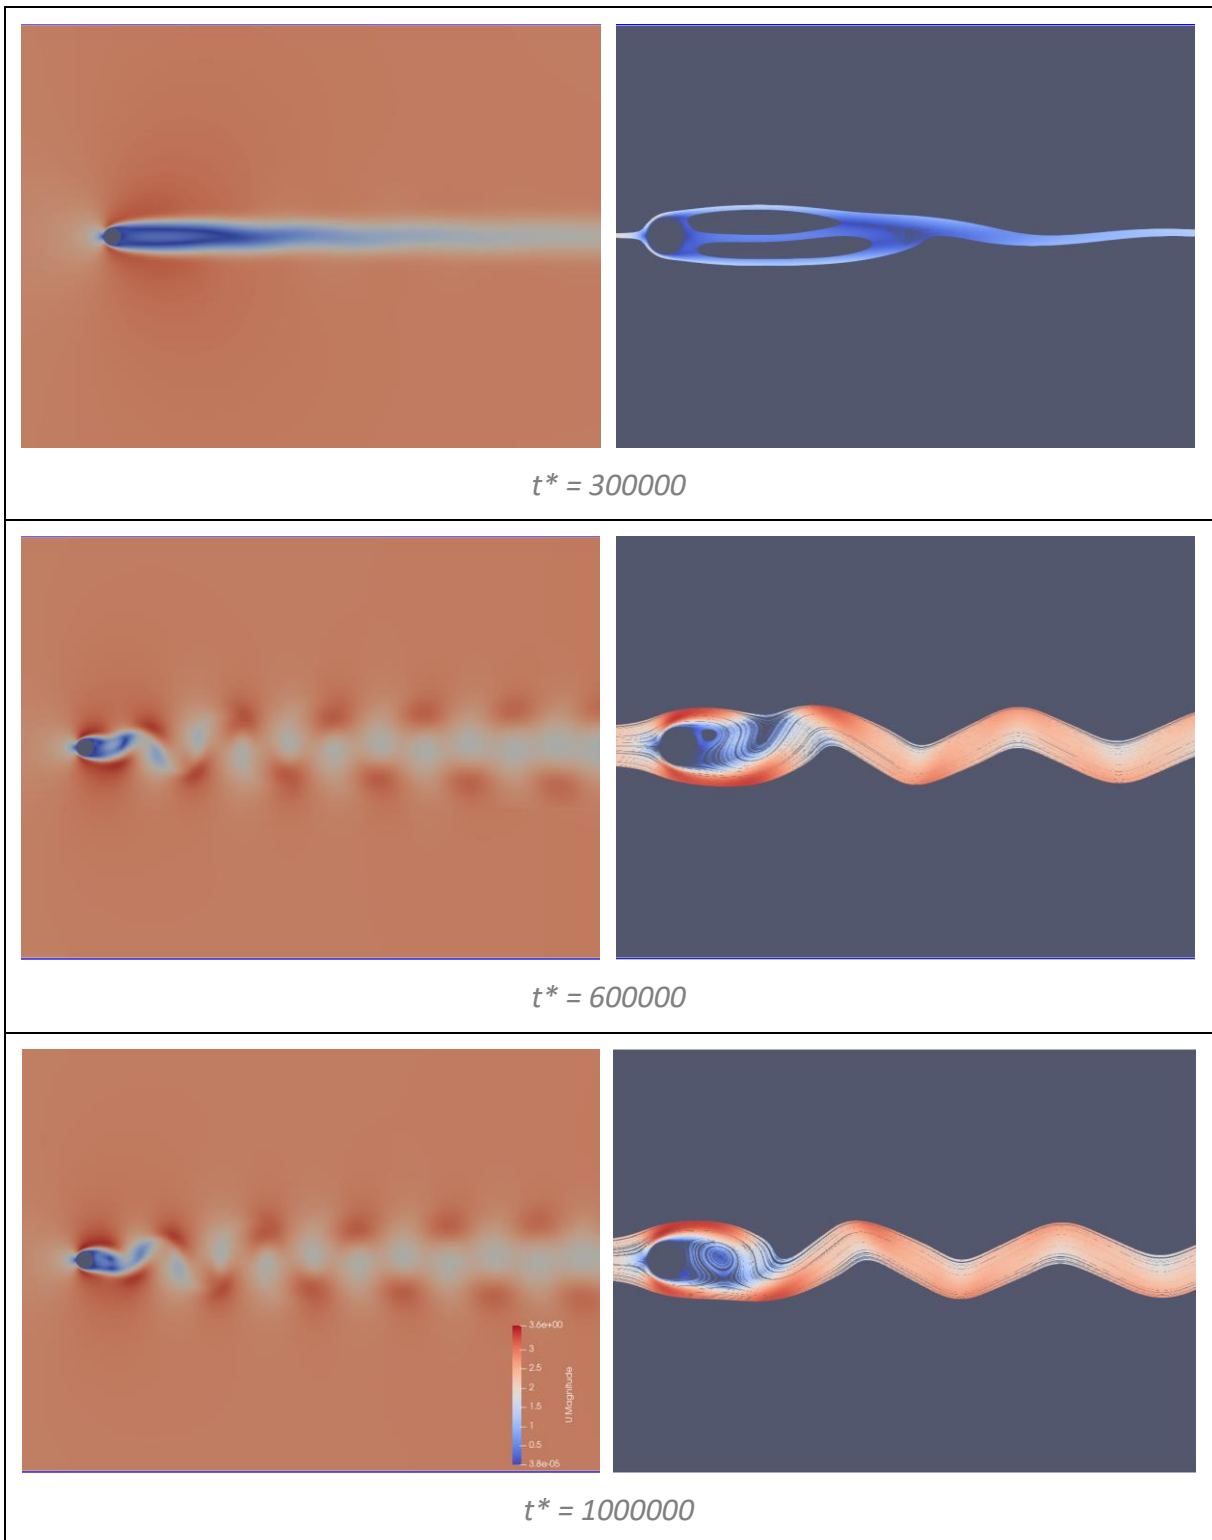 t* = 300000
t* = 600000
3.6e+00
3
2.5
2
1.5
1
0.5
3.8e-05
U Magnitude
t* = 1000000